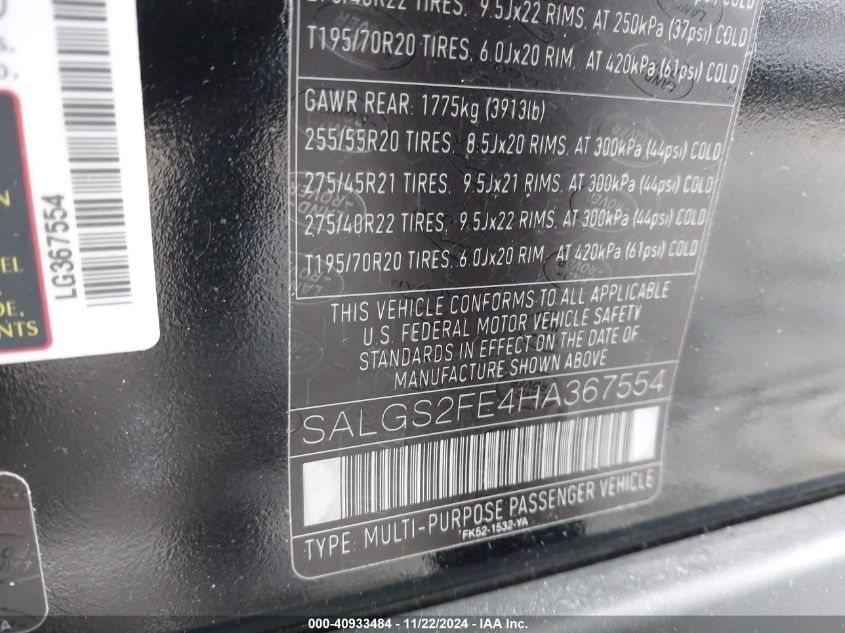 275/40R22 TIRES, 9.5Jx22 RIMS, AT 250kPa (37psi) COLD
T195/70R20 TIRES, 6.0Jx20 RIM, AT 420kPa (61psi) COLD
GAWR REAR: 1775kg (3913lb)
255/55R20 TIRES, 8.5Jx20 RIMS, AT 300kPa (44psi) COLD
275/45R21 TIRES, 9.5Jx21 RIMS, AT 300kPa (44psi) COLD
275/40R22 TIRES, 9.5Jx22 RIMS, AT 300kPa (44psi) COLD
T195/70R20 TIRES, 6.0Jx20 RIM, AT 420kPa (61psi) COLD
THIS VEHICLE CONFORMS TO ALL APPLICABLE
U.S. FEDERAL MOTOR VEHICLE SAFETY
STANDARDS IN EFFECT ON THE DATE OF
MANUFACTURE SHOWN ABOVE
SALGS2FE4HA367554
TYPE: MULTI-PURPOSE PASSENGER VEHICLE
FK52-1532-YA
LG367554
000-40933484 - 11/22/2024 - IAA Inc.